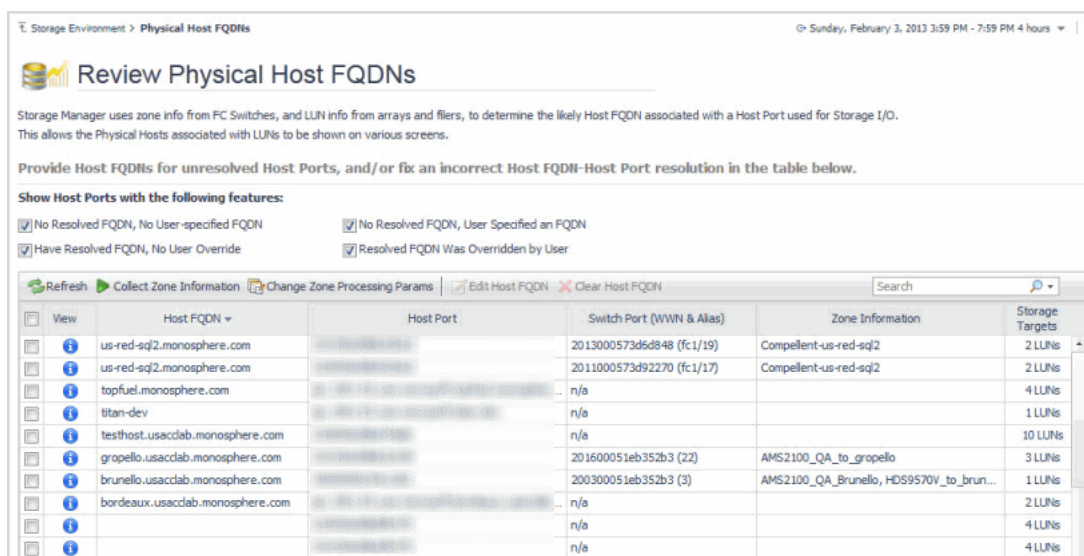 Storage Environment > Physical Host FQDNs
Sunday, February 3, 2013 3:59 PM - 7:59 PM 4 hours
Review Physical Host FQDNs
Storage Manager uses zone info from FC Switches, and LUN info from arrays and filers, to determine the likely Host FQDN associated with a Host Port used for Storage I/O.
This allows the Physical Hosts associated with LUNs to be shown on various screens.
Provide Host FQDNs for unresolved Host Ports, and/or fix an incorrect Host FQDN-Host Port resolution in the table below.
Show Host Ports with the following features:
No Resolved FQDN, No User-specified FQDN No Resolved FQDN, User Specified an FQDN
Have Resolved FQDN, No User Override Resolved FQDN Was Overridden by User
Refresh Collect Zone Information Change Zone Processing Params Edit Host FQDN Clear Host FQDN Search
View Host FQDN Host Port Switch Port (WWN & Alias) Zone Information Storage Targets
us-red-sql2.monosphere.com 2013000573d6d848 (fc1/19) Compellent-us-red-sql2 2 LUNs
us-red-sql2.monosphere.com 2011000573d92270 (fc1/17) Compellent-us-red-sql2 2 LUNs
topfuel.monosphere.com ... n/a 4 LUNs
titan-dev n/a 1 LUNs
testhost.usacclab.monosphere.com n/a 10 LUNs
gropello.usacclab.monosphere.com 201600051eb352b3 (22) AMS2100_QA_to_gropello 3 LUNs
brunello.usacclab.monosphere.com 200300051eb352b3 (3) AMS2100_QA_Brunello, HDS9570V_to_brun... 1 LUNs
bordeaux.usacclab.monosphere.com ... n/a 2 LUNs
n/a 4 LUNs
n/a 4 LUNs